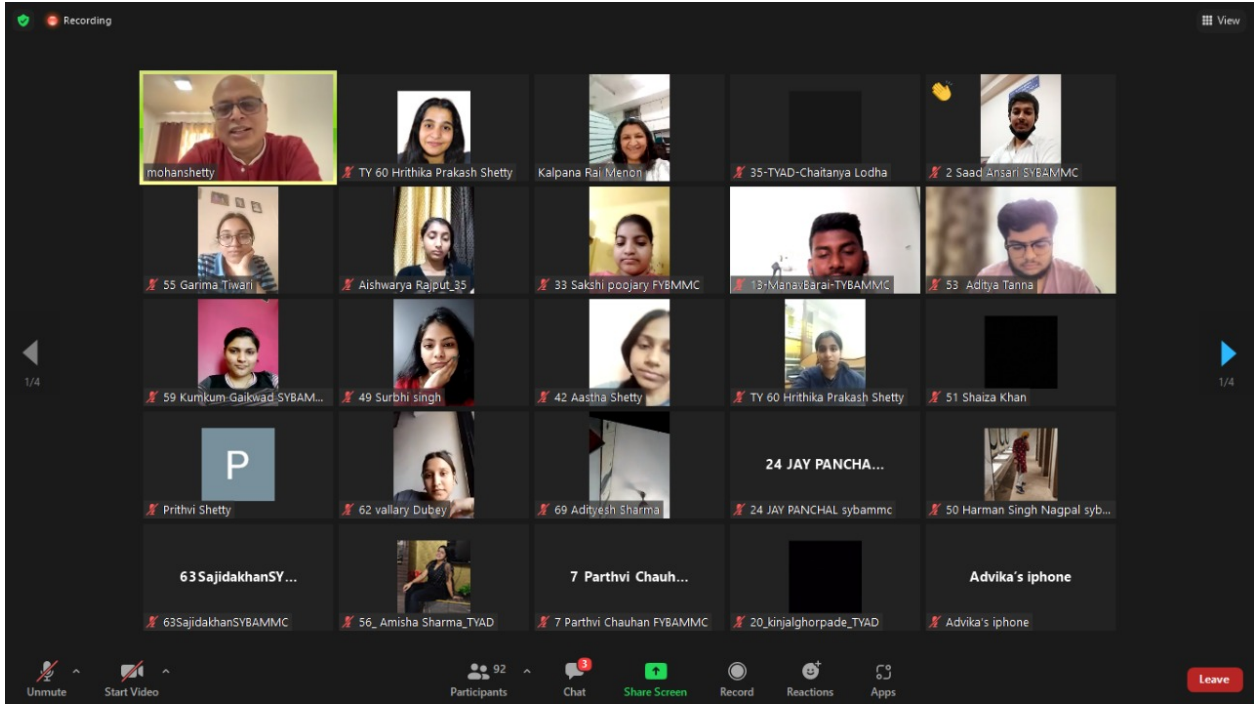 Recording
View
mohanshetty
TY 60 Hrithika Prakash Shetty
Kalpana Rai Menon
35-TYAD-Chaitanya Lodha
2 Saad Ansari SYBAMMC
55 Garima Tiwari
Aishwarya Rajput_35
33 Sakshi poojary FYBMMC
13-ManavBarai-TYBAMMC
53 Aditya Tanna
59 Kumkum Gaikwad SYBAM...
49 Surbhi singh
42 Aastha Shetty
TY 60 Hrithika Prakash Shetty
51 Shaiza Khan
1/4
1/4
P
24 JAY PANCHA...
Prithvi Shetty
62 vallary Dubey
69 Adityesh Sharma
24 JAY PANCHAL sybammc
50 Harman Singh Nagpal syb...
63SajidakhanSY...
7 Parthvi Chauh...
Advika's iphone
63SajidakhanSYBAMMC
56_ Amisha Sharma_TYAD
7 Parthvi Chauhan FYBAMMC
20_kinjalghorpade_TYAD
Advika's iphone
92
3
Unmute
Start Video
Participants
Chat
Share Screen
Record
Reactions
Apps
Leave